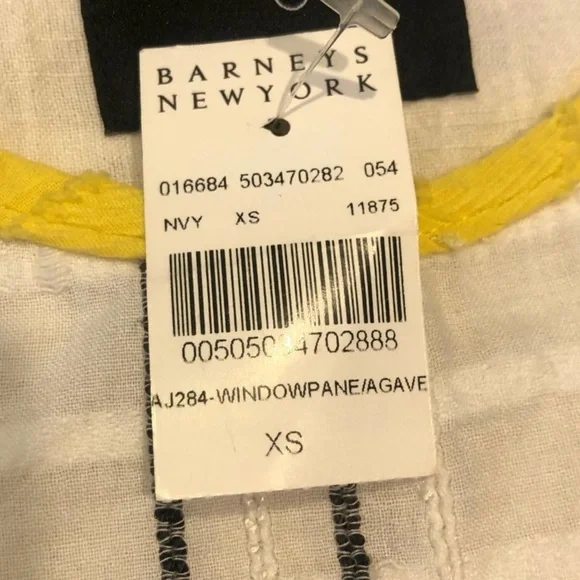 BARNEYS
NEWYORK
016684 503470282 054
NVY XS 11875
AJ284-WINDOWPANE/AGAVE
XS